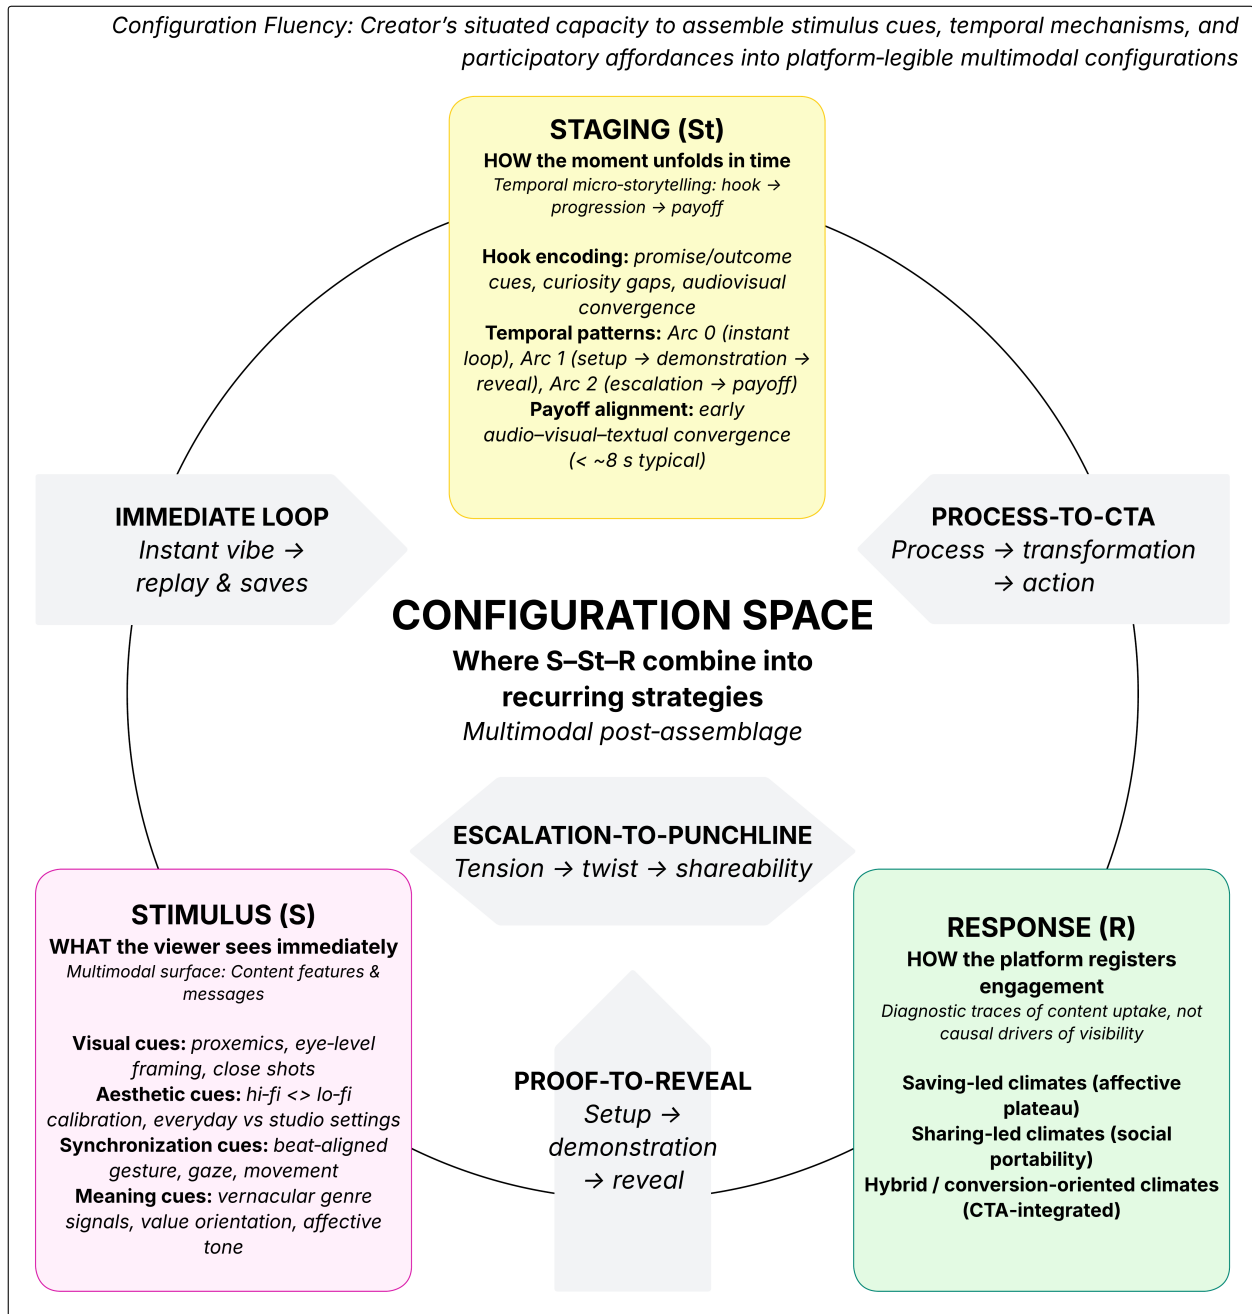 Configuration Fluency: Creator’s situated capacity to assemble stimulus cues, temporal mechanisms, and
participatory affordances into platform-legible multimodal configurations
STAGING (St)
HOW the moment unfolds in time
Temporal micro-storytelling: hook →
progression → payoff
Hook encoding: promise/outcome
cues, curiosity gaps, audiovisual
convergence
Temporal patterns: Arc 0 (instant
loop), Arc 1 (setup → demonstration →
reveal), Arc 2 (escalation → payoff)
Payoff alignment: early
audio–visual–textual convergence
(< ~8 s typical)
IMMEDIATE LOOP
Instant vibe →
replay & saves
PROCESS-TO-CTA
Process → transformation
→ action
CONFIGURATION SPACE
Where S–St–R combine into
recurring strategies
Multimodal post-assemblage
ESCALATION-TO-PUNCHLINE
Tension → twist → shareability
STIMULUS (S)
WHAT the viewer sees immediately
Multimodal surface: Content features &
messages
Visual cues: proxemics, eye-level
framing, close shots
Aesthetic cues: hi-fi <> lo-fi
calibration, everyday vs studio settings
Synchronization cues: beat-aligned
gesture, gaze, movement
Meaning cues: vernacular genre
signals, value orientation, affective
tone
PROOF-TO-REVEAL
Setup →
demonstration
→ reveal
RESPONSE (R)
HOW the platform registers
engagement
Diagnostic traces of content uptake, not
causal drivers of visibility
Saving-led climates (affective
plateau)
Sharing-led climates (social
portability)
Hybrid / conversion-oriented climates
(CTA-integrated)